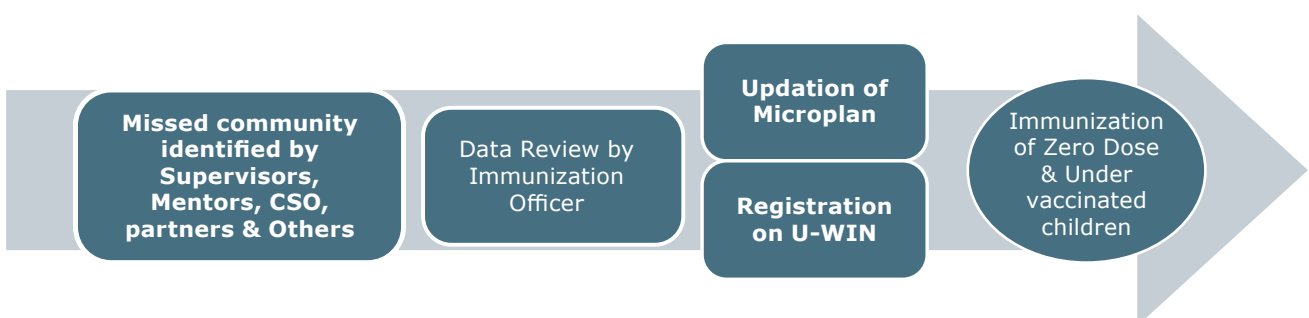 Missed community
identified by
Supervisors,
Mentors, CSO,
partners & Others
Data Review by
Immunization
Officer
Updation of
Microplan
Registration
on U-WIN
Immunization
of Zero Dose
& Under
vaccinated
children